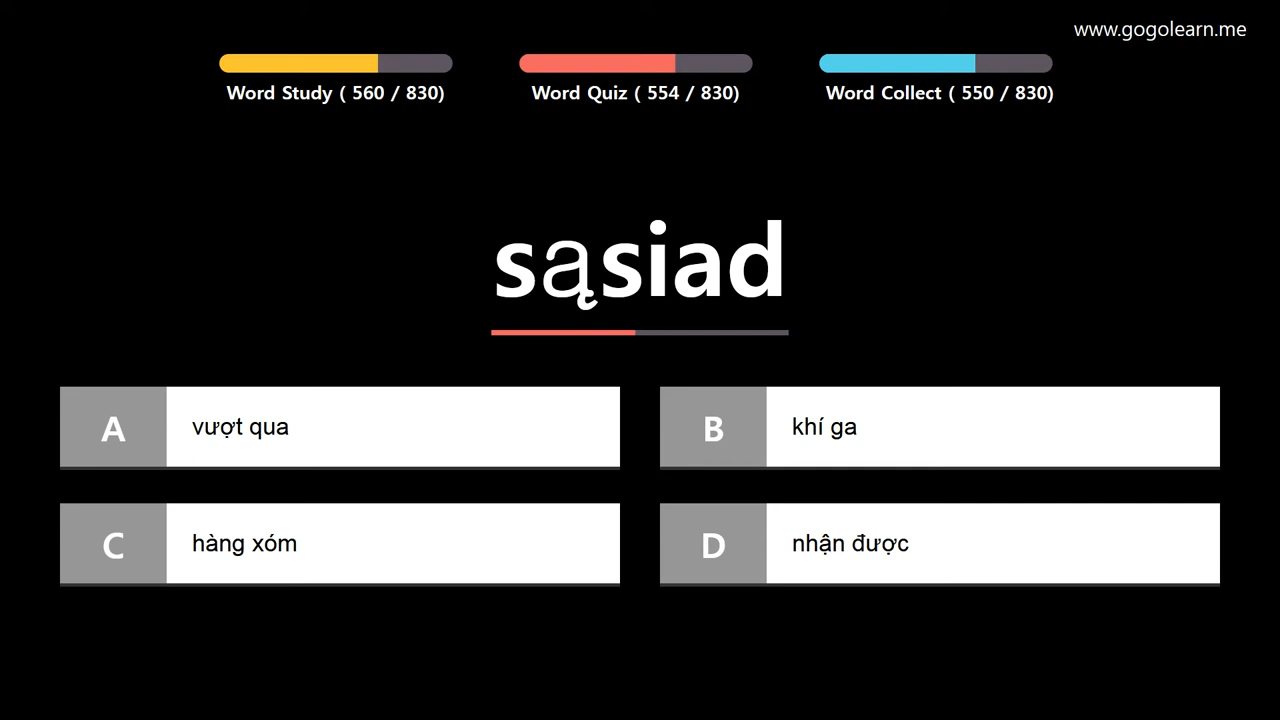 www.gogolearn.me
Word Study ( 560 / 830)
Word Quiz ( 554 / 830)
Word Collect ( 550 / 830)
sąsiad
A
vượt qua
B
khí ga
C
hàng xóm
D
nhận được